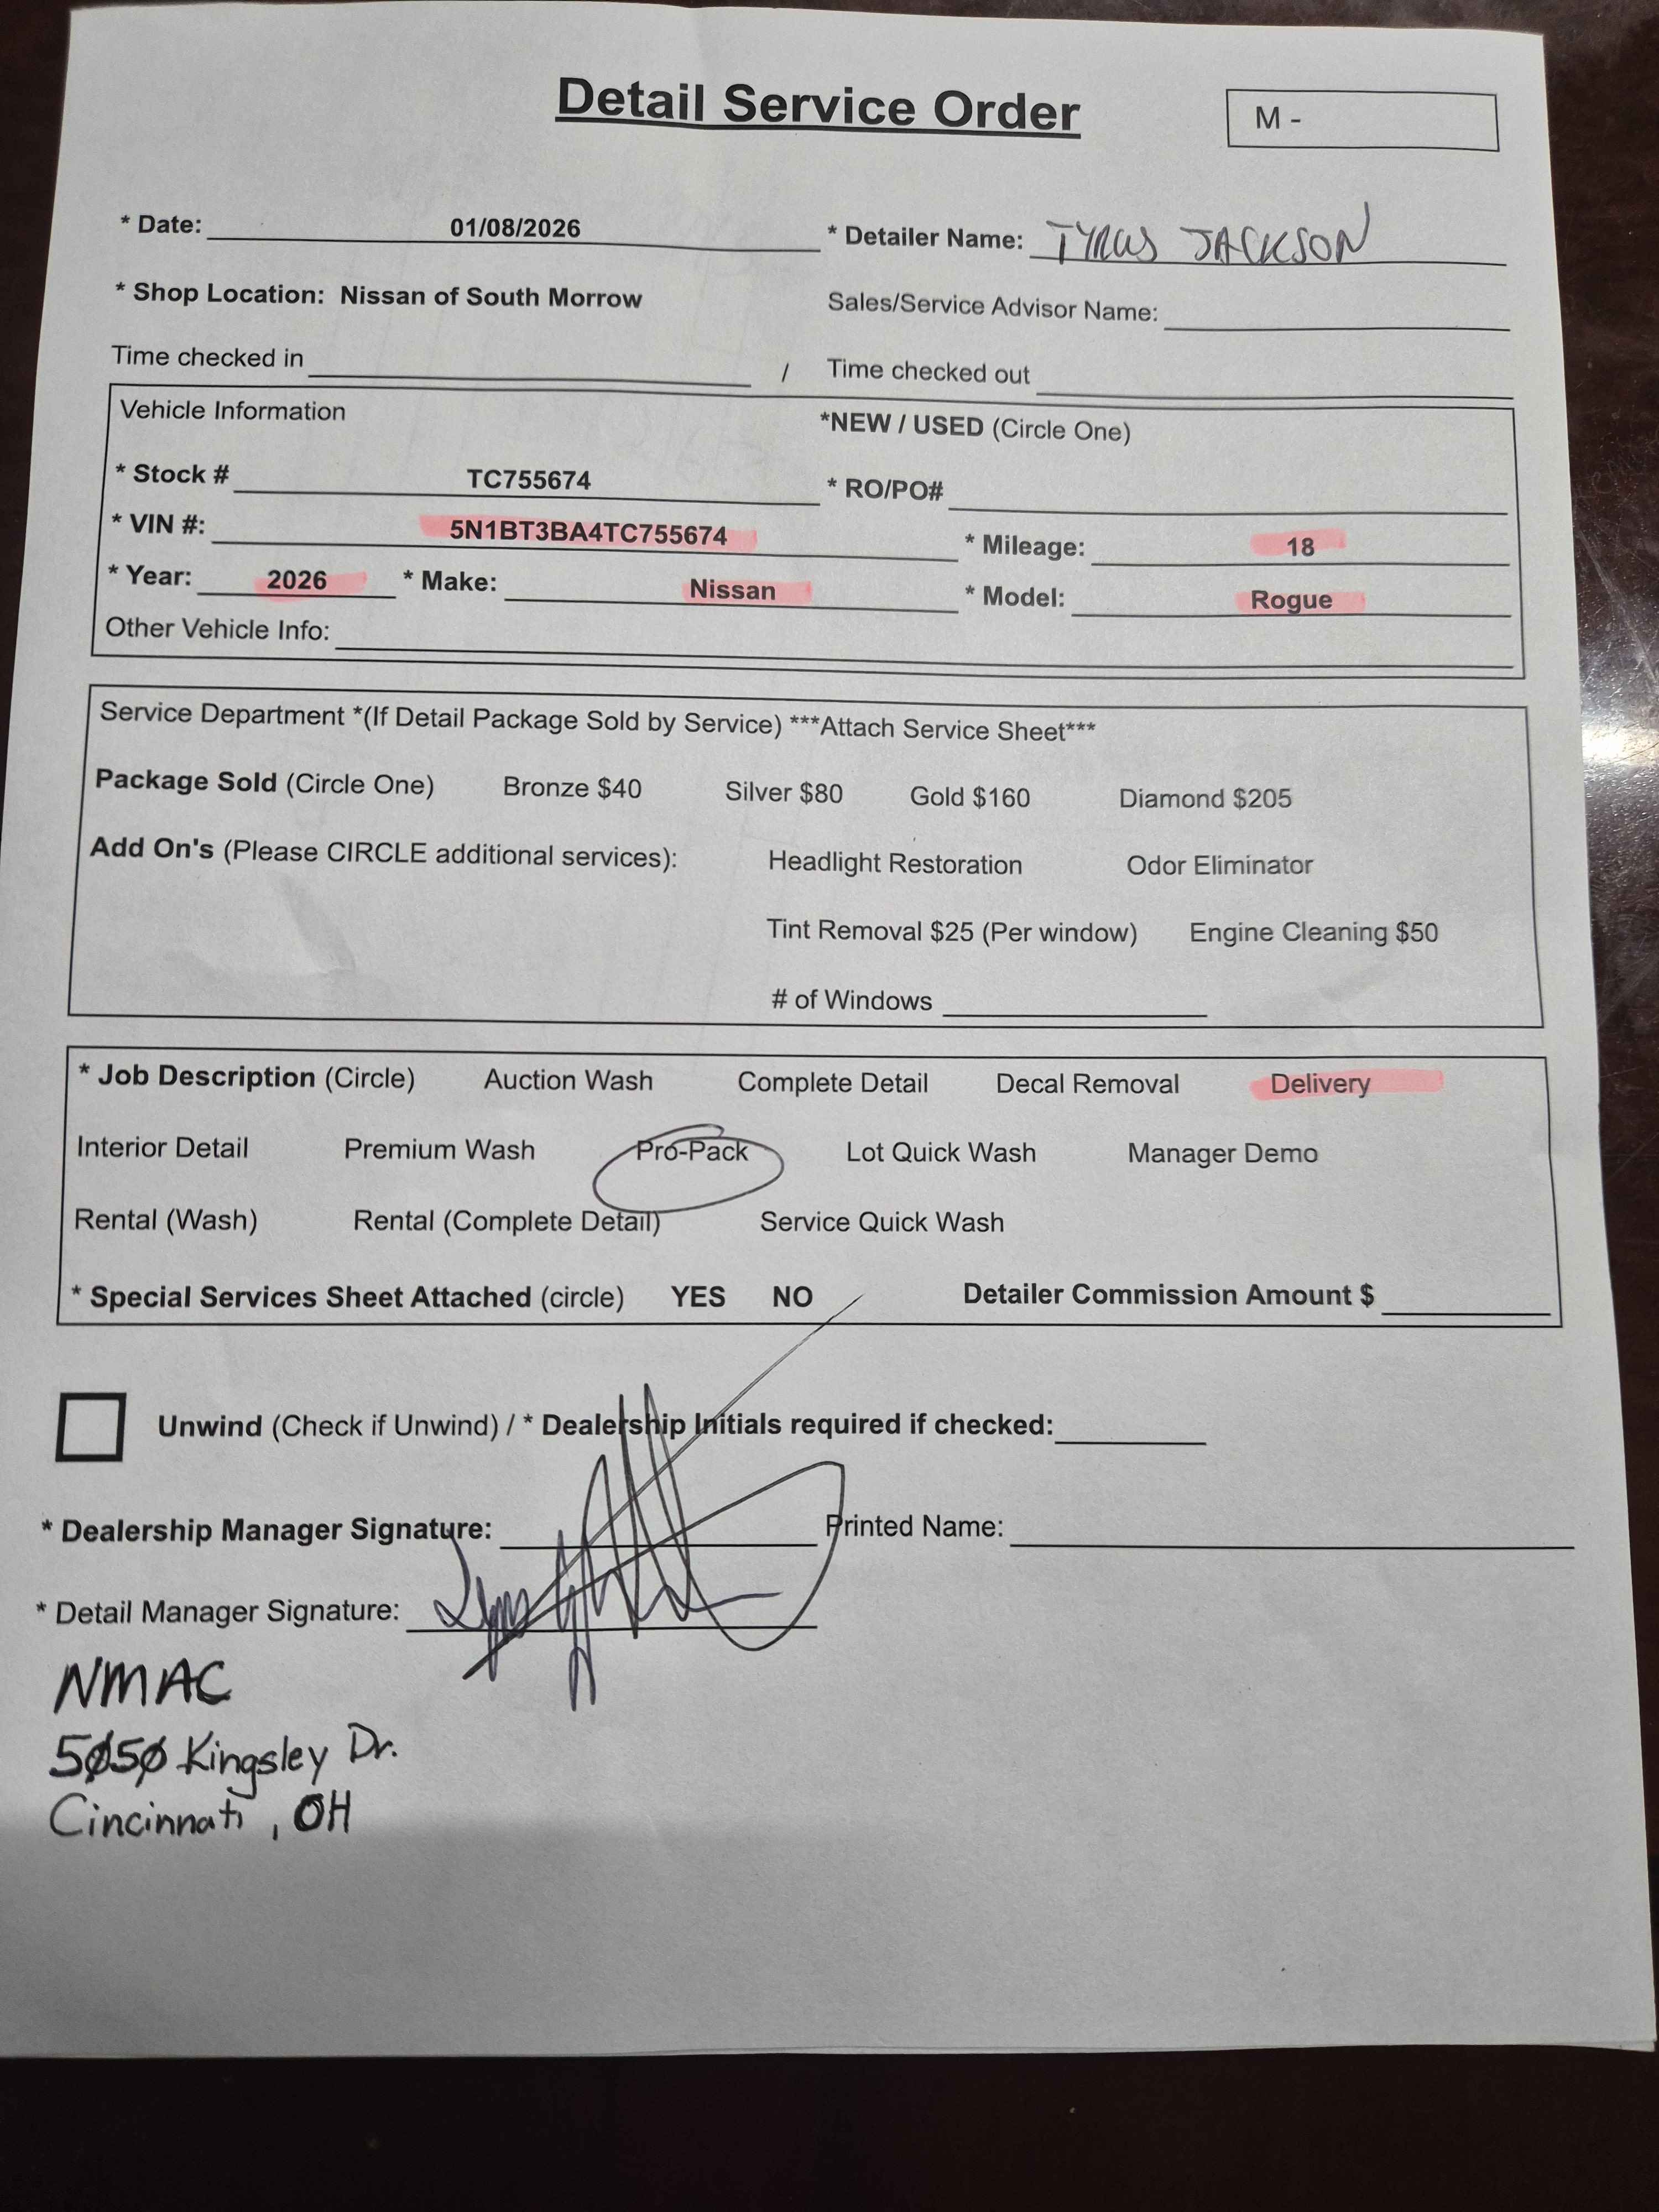 Detail Service Order
M -
* Date: 01/08/2026
* Detailer Name: TYRUS JACKSON
* Shop Location: Nissan of South Morrow
Sales/Service Advisor Name:
Time checked in / Time checked out
Vehicle Information
*NEW / USED (Circle One)
* Stock # TC755674
* RO/PO#
* VIN #: 5N1BT3BA4TC755674
* Mileage: 18
* Year: 2026 * Make: Nissan * Model: Rogue
Other Vehicle Info:
Service Department *(If Detail Package Sold by Service) ***Attach Service Sheet***
Package Sold (Circle One) Bronze $40 Silver $80 Gold $160 Diamond $205
Add On's (Please CIRCLE additional services): Headlight Restoration Odor Eliminator
Tint Removal $25 (Per window) Engine Cleaning $50
# of Windows
* Job Description (Circle) Auction Wash Complete Detail Decal Removal Delivery
Interior Detail Premium Wash Pro-Pack Lot Quick Wash Manager Demo
Rental (Wash) Rental (Complete Detail) Service Quick Wash
* Special Services Sheet Attached (circle) YES NO Detailer Commission Amount $
Unwind (Check if Unwind) / * Dealership Initials required if checked:
* Dealership Manager Signature: Printed Name:
* Detail Manager Signature:
NMAC
5050 Kingsley Dr.
Cincinnati, OH